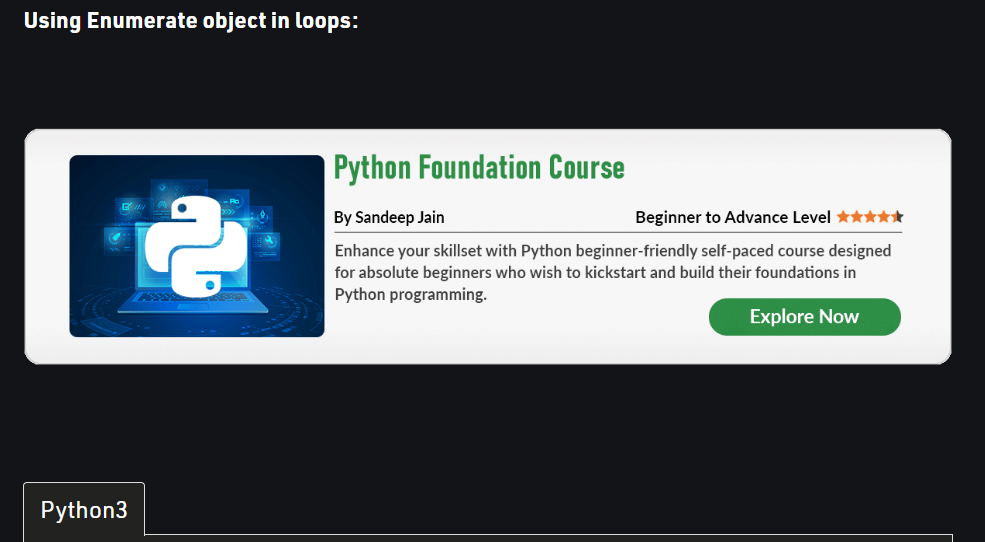 Using Enumerate object in loops:
Python Foundation Course
By Sandeep Jain
Beginner to Advance Level
Enhance your skillset with Python beginner-friendly self-paced course designed
for absolute beginners who wish to kickstart and build their foundations in
Python programming.
Explore Now
Python3